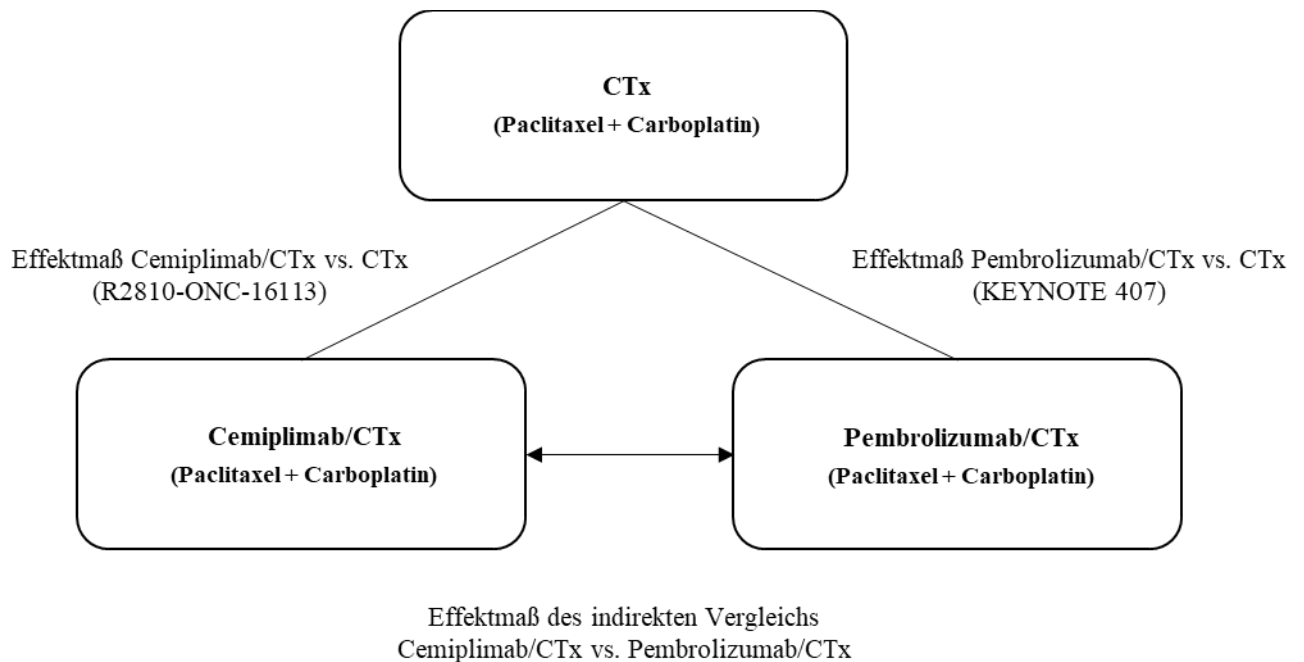 CTx
(Paclitaxel + Carboplatin)
Effektmaß Cemiplimab/CTx vs. CTx
(R2810-ONC-16113)
Effektmaß Pembrolizumab/CTx vs. CTx
(KEYNOTE 407)
Cemiplimab/CTx
(Paclitaxel + Carboplatin)
Pembrolizumab/CTx
(Paclitaxel + Carboplatin)
Effektmaß des indirekten Vergleichs
Cemiplimab/CTx vs. Pembrolizumab/CTx